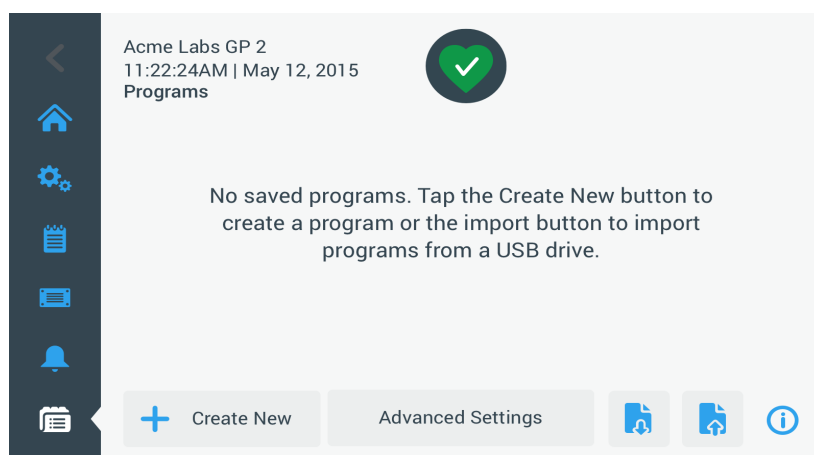 Acme Labs GP 2
11:22:24AM | May 12, 2015
Programs
No saved programs. Tap the Create New button to
create a program or the import button to import
programs from a USB drive.
Create New
Advanced Settings